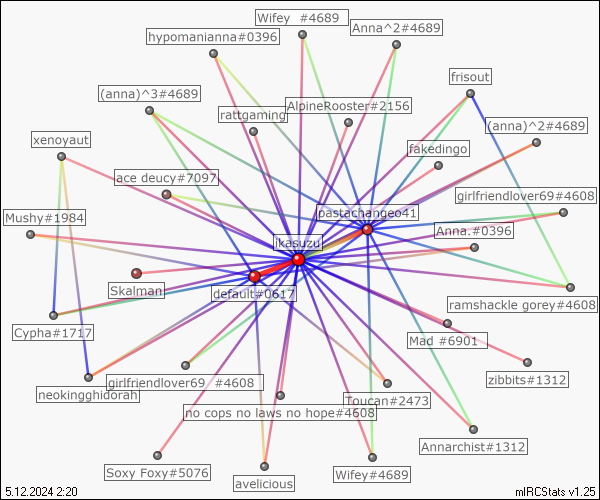 Wifey  #4689
Anna^2#4689
hypomanianna#0396
frisout
(anna)^3#4689
AlpineRooster#2156
rattgaming
(anna)^2#4689
xenoyaut
fakedingo
ace deucy#7097
girlfriendlover69#4608
pastachangeo41
Mushy#1984
Anna.#0396
ikasuzu
Skalman.
default#0617
ramshackle gorey#4608
Cypha#1717
Mad #6901
zibbits#1312
girlfriendlover69  #4608
neokingghidorah
Toucan#2473
no cops no laws no hope#4608
Annarchist#1312
Soxy Foxy#5076
Wifey#4689
avelicious
5.12.2024 2:20
mIRCStats v1.25